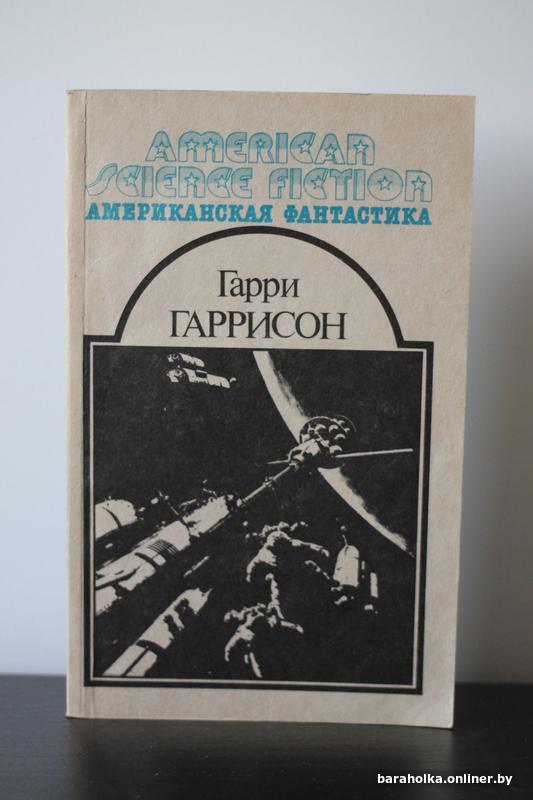 AMERICAN
SCIENCE FICTION
АМЕРИКАНСКАЯ ФАНТАСТИКА
Гарри
ГАРРИСОН
baraholka.onliner.by